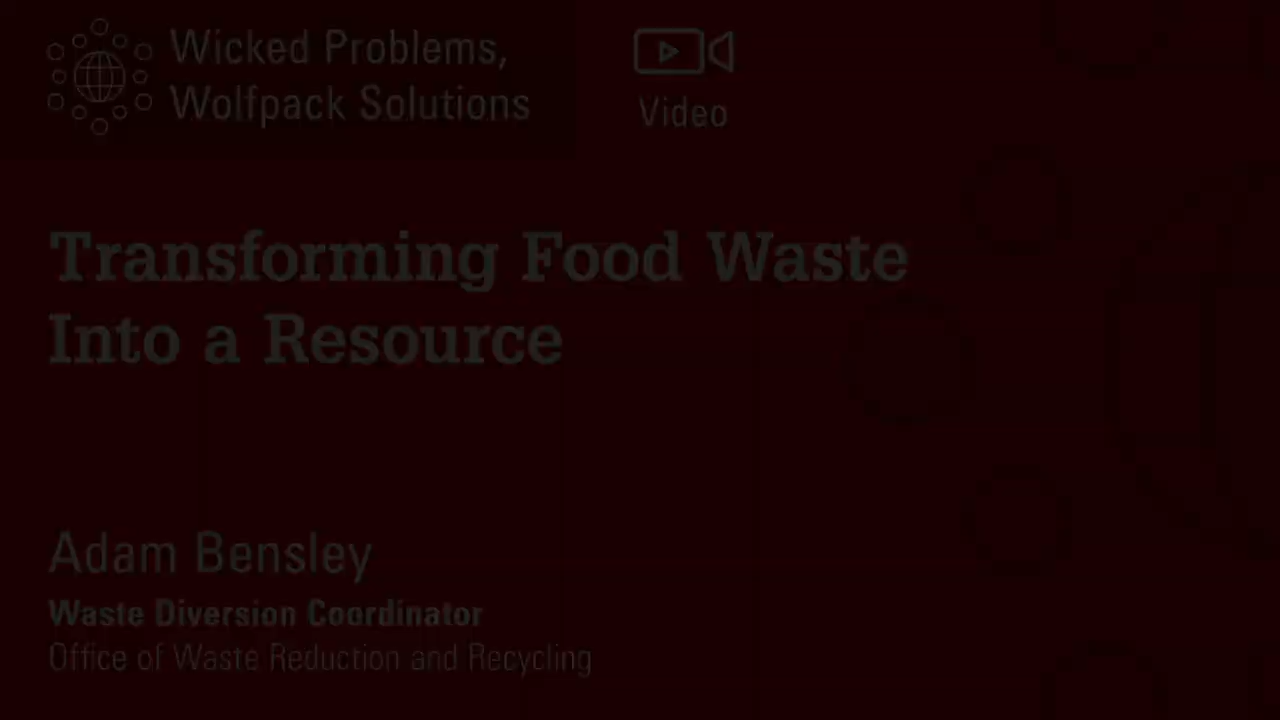 Wicked Problems,
Wolfpack Solutions
Video
Transforming Food Waste
Into a Resource
Adam Bensley
Waste Diversion Coordinator
Office of Waste Reduction and Recycling